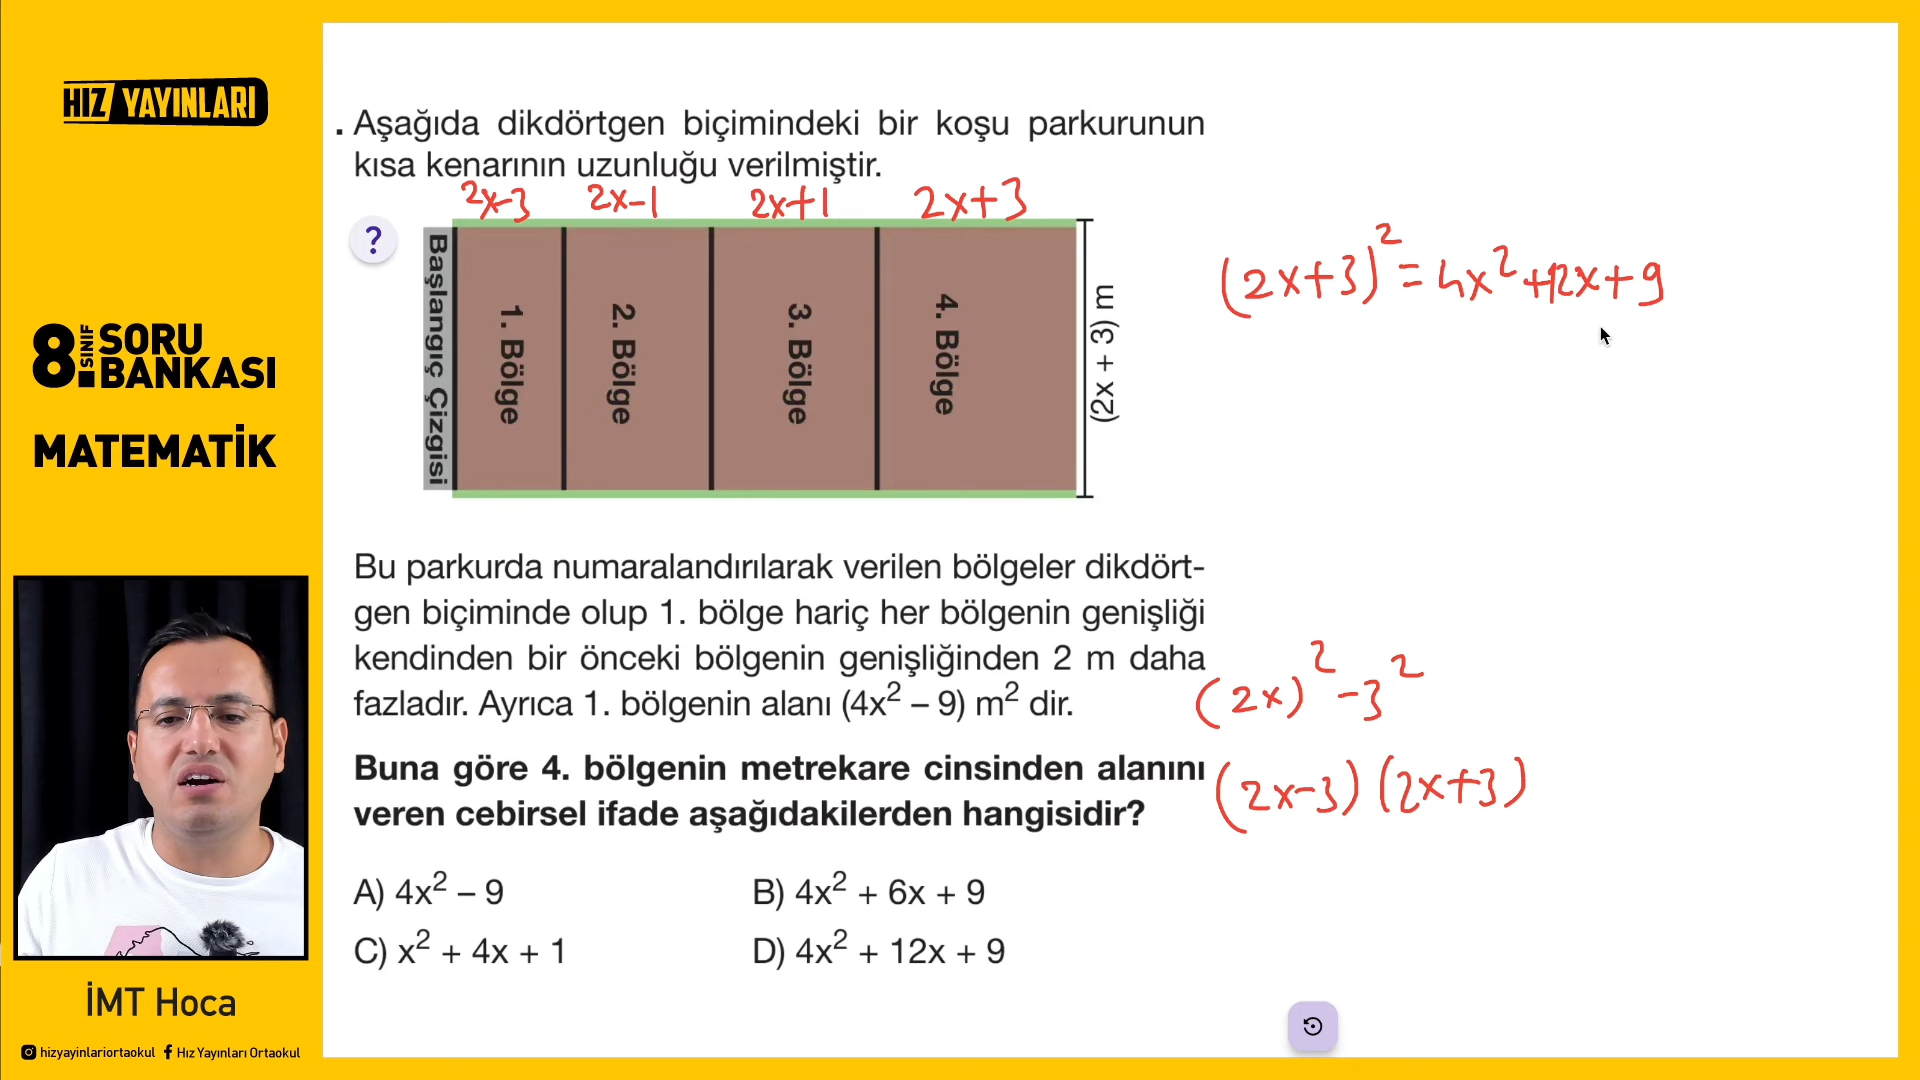 HIZ YAYINLARI
8. SINIF SORU BANKASI
MATEMATİK
İMT Hoca
hizyayinlariortaokul Hız Yayınları Ortaokul
. Aşağıda dikdörtgen biçimindeki bir koşu parkurunun
kısa kenarının uzunluğu verilmiştir.
2x-3 2x-1 2x+1 2x+3
?
Başlangıç Çizgisi
1. Bölge
2. Bölge
3. Bölge
4. Bölge
(2x + 3) m
(2x+3)² = 4x² +12x+9
Bu parkurda numaralandırılarak verilen bölgeler dikdört-
gen biçiminde olup 1. bölge hariç her bölgenin genişliği
kendinden bir önceki bölgenin genişliğinden 2 m daha
fazladır. Ayrıca 1. bölgenin alanı (4x² – 9) m² dir.
(2x)² -3²
Buna göre 4. bölgenin metrekare cinsinden alanını
veren cebirsel ifade aşağıdakilerden hangisidir?
(2x-3) (2x+3)
A) 4x² – 9
B) 4x² + 6x + 9
C) x² + 4x + 1
D) 4x² + 12x + 9